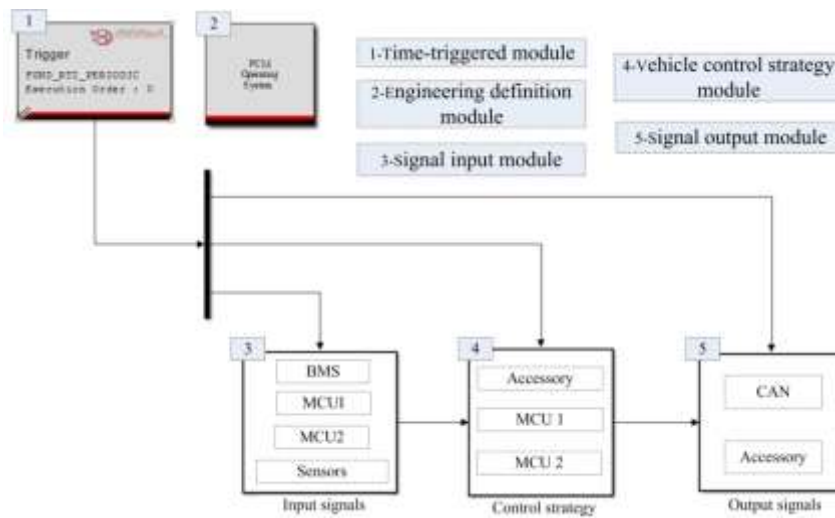 1
2
Trigger
Execution Order :
Operating
System
1-Time-triggered module
2-Engineering definition
module
3-Signal input module
4-Vehicle control strategy
module
5-Signal output module
3
BMS
MCU1
MCU2
Sensors
Input signals
4
Accessory
MCU 1
MCU 2
Control strategy
5
CAN
Accessory
Output signals